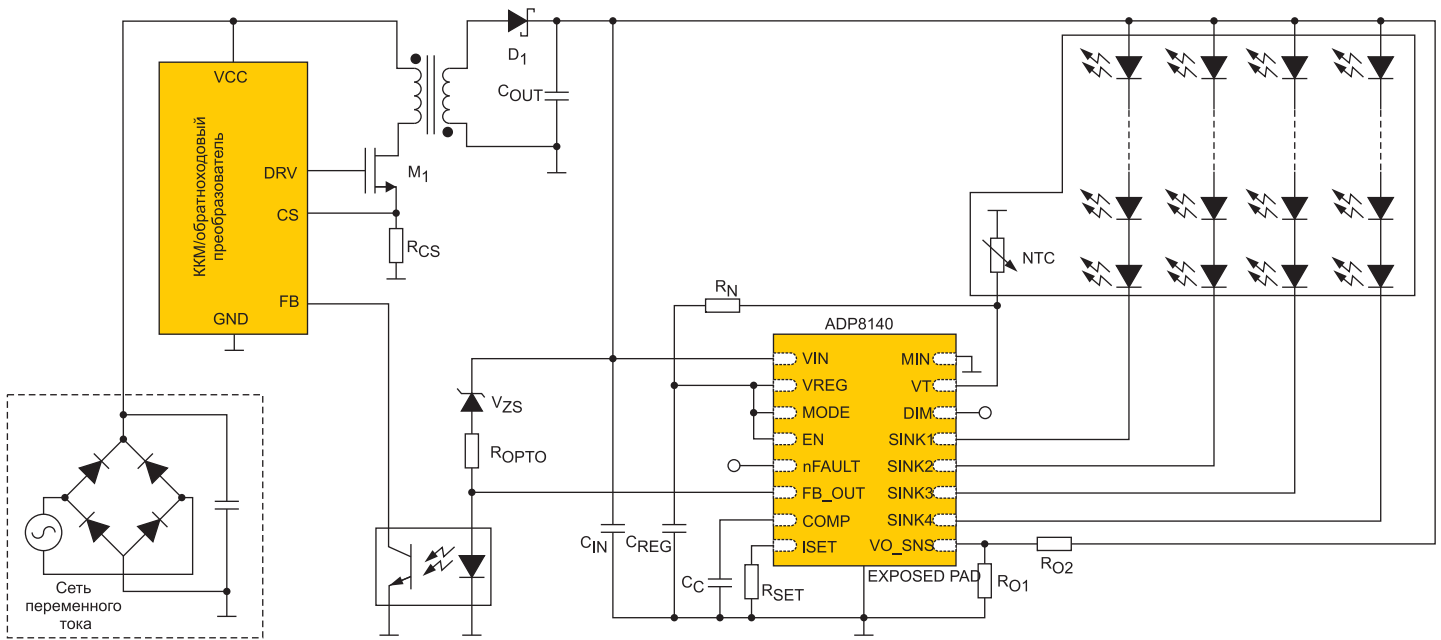 D1
VCC
COUT
ККМ/обратноходовый
преобразователь
DRV
M1
CS
RCS
NTC
FB
RN
GND
ADP8140
VIN
MIN
VREG
VT
VZS
MODE
DIM
EN
SINK1
ROPTO
nFAULT
SINK2
FB_OUT
SINK3
COMP
SINK4
CIN
CREG
ISET
VO_SNS
RO2
EXPOSED PAD
CC
RSET
RO1
Сеть
переменного
тока